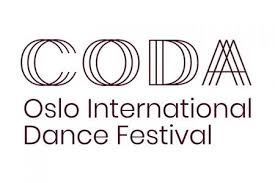 CODA
Oslo International
Dance Festival